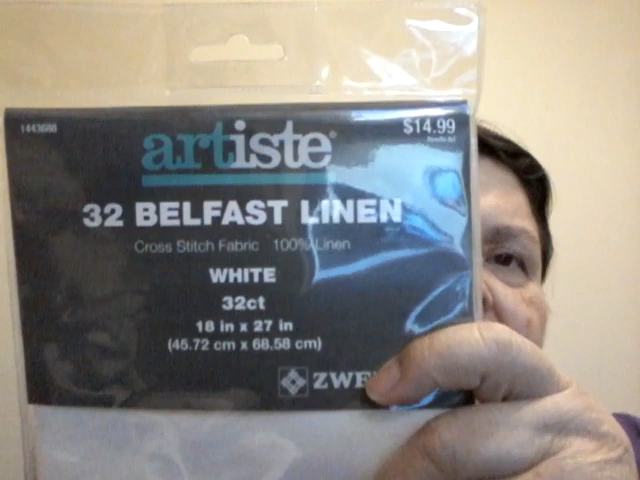 1443688
artiste®
$14.99
32 BELFAST LINEN
Cross Stitch Fabric 100% Linen
WHITE
32ct
18 in x 27 in
(45.72 cm x 68.58 cm)